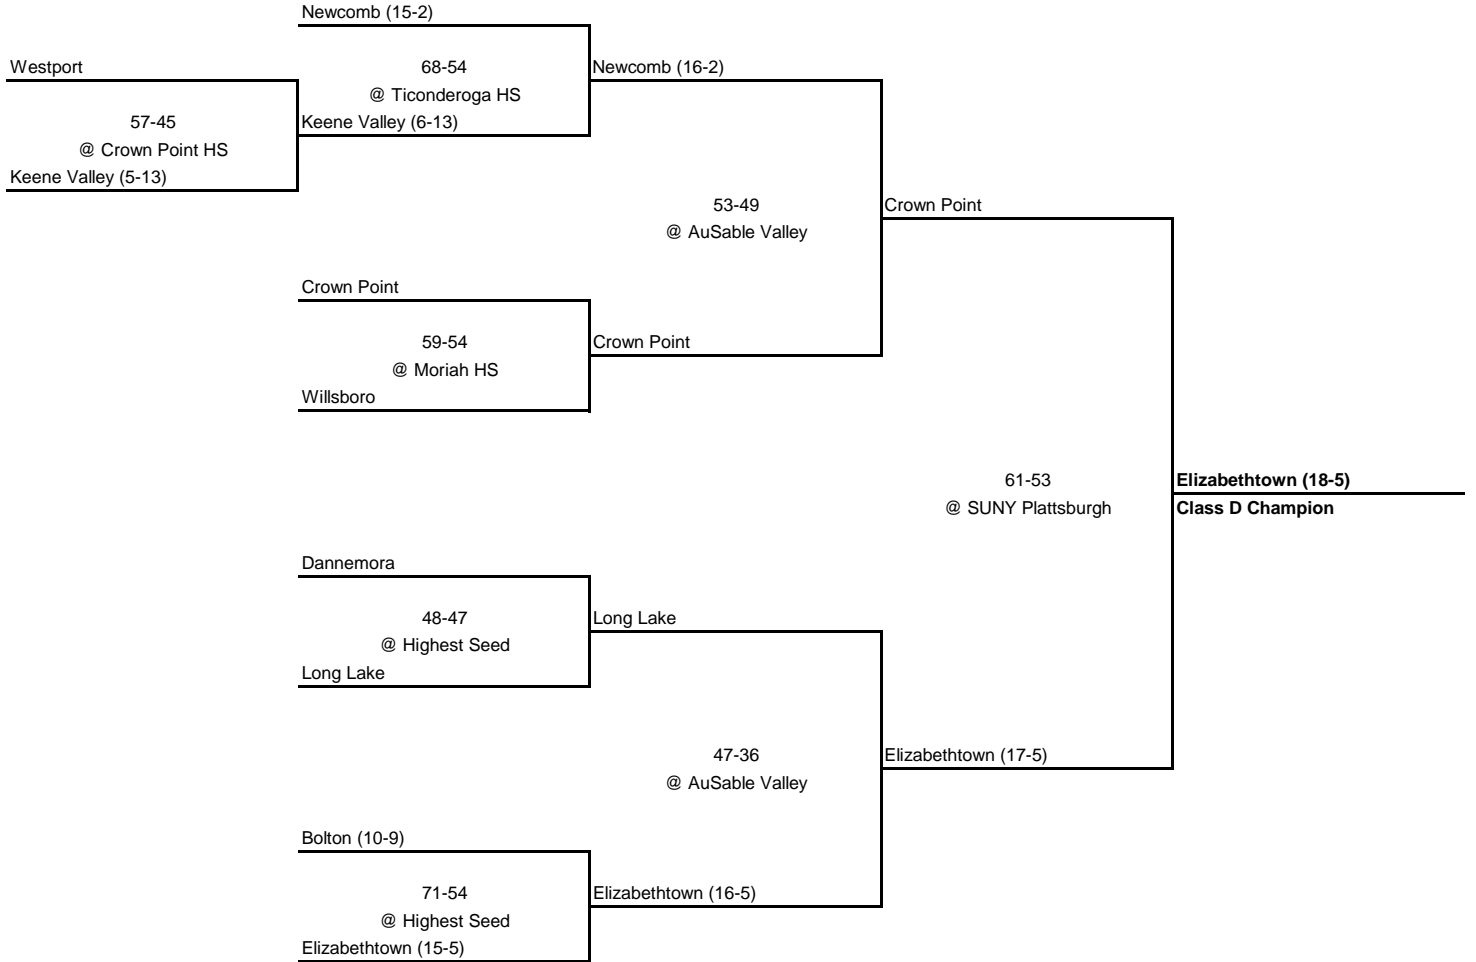 Newcomb (15-2)
Westport
68-54
Newcomb (16-2)
@ Ticonderoga HS
57-45
Keene Valley (6-13)
@ Crown Point HS
Keene Valley (5-13)
53-49
Crown Point
@ AuSable Valley
Crown Point
59-54
Crown Point
@ Moriah HS
Willsboro
61-53
Elizabethtown (18-5)
@ SUNY Plattsburgh
Class D Champion
Dannemora
48-47
Long Lake
@ Highest Seed
Long Lake
47-36
Elizabethtown (17-5)
@ AuSable Valley
Bolton (10-9)
71-54
Elizabethtown (16-5)
@ Highest Seed
Elizabethtown (15-5)